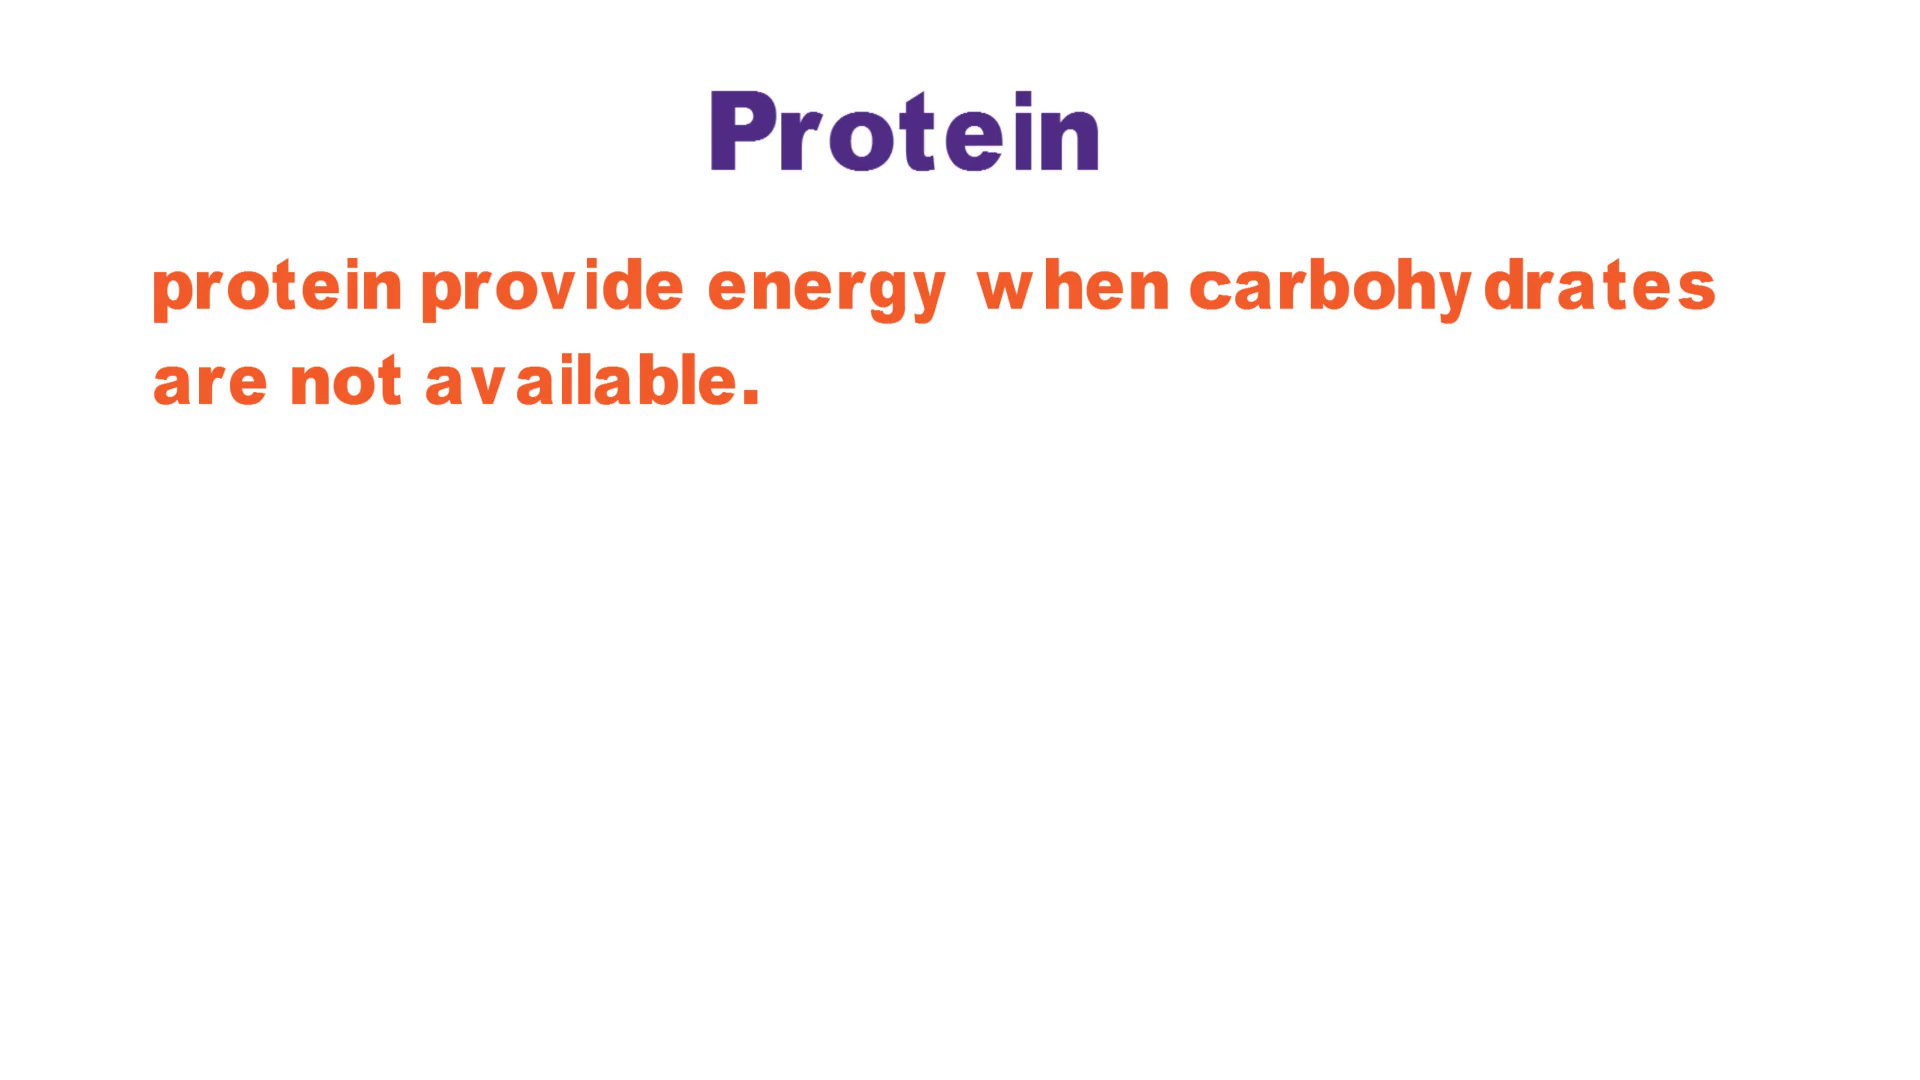 Protein
protein provide energy when carbohydrates
are not available.